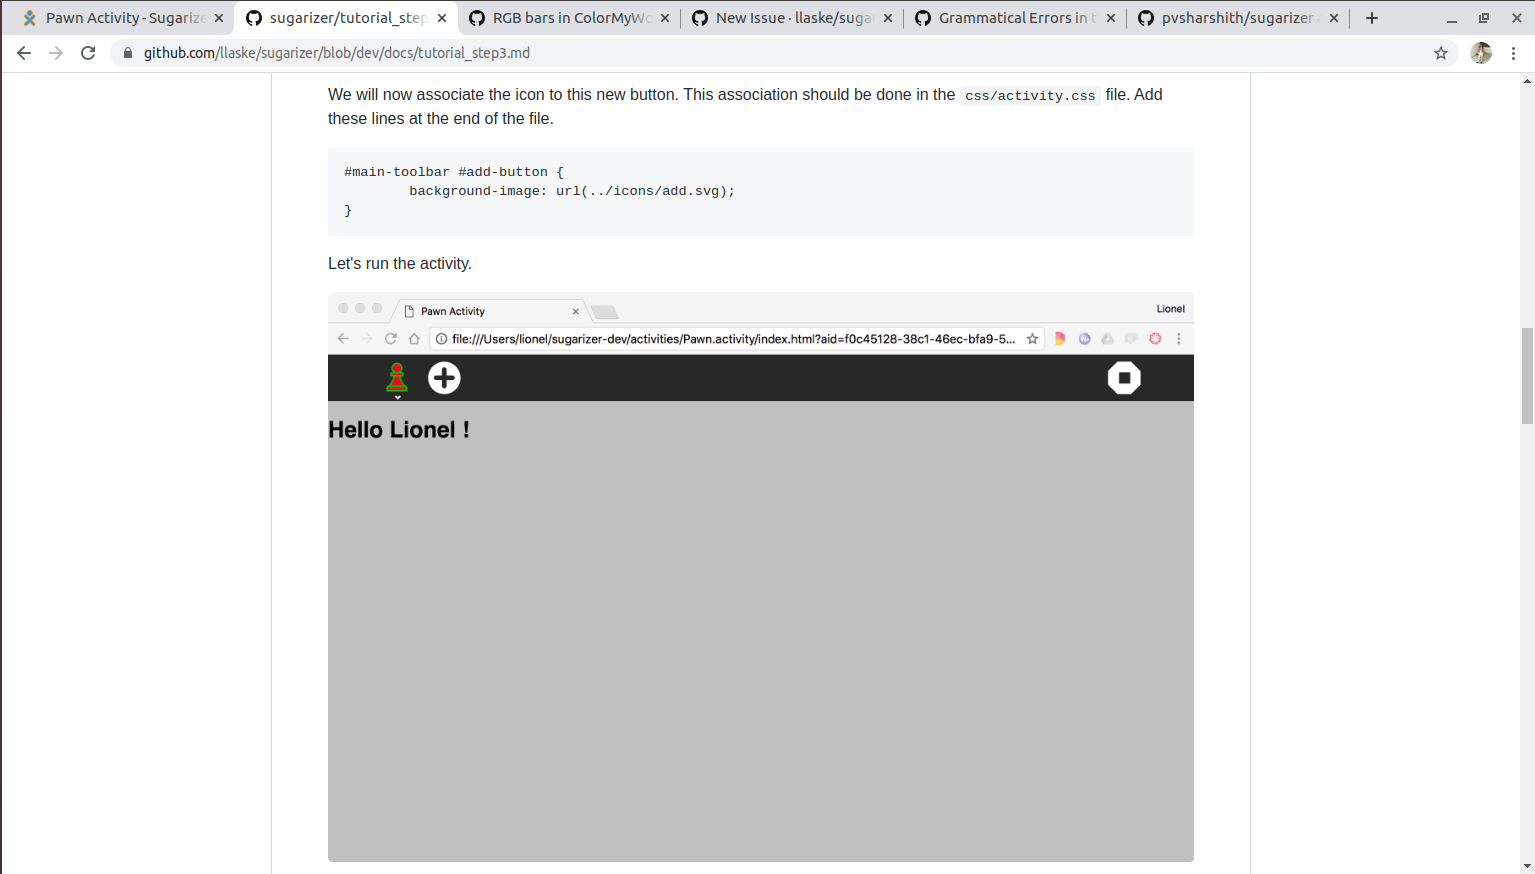 Pawn Activity - Sugarize
sugarizer/tutorial_step
RGB bars in ColorMyWo
New Issue · llaske/sugar
Grammatical Errors in t
pvsharshith/sugarizer
github.com/llaske/sugarizer/blob/dev/docs/tutorial_step3.md
We will now associate the icon to this new button. This association should be done in the css/activity.css file. Add
these lines at the end of the file.
#main-toolbar #add-button {
background-image: url(../icons/add.svg);
}
Let's run the activity.
Pawn Activity
Lionel
file:///Users/lionel/sugarizer-dev/activities/Pawn.activity/index.html?aid=f0c45128-38c1-46ec-bfa9-5...
Hello Lionel !